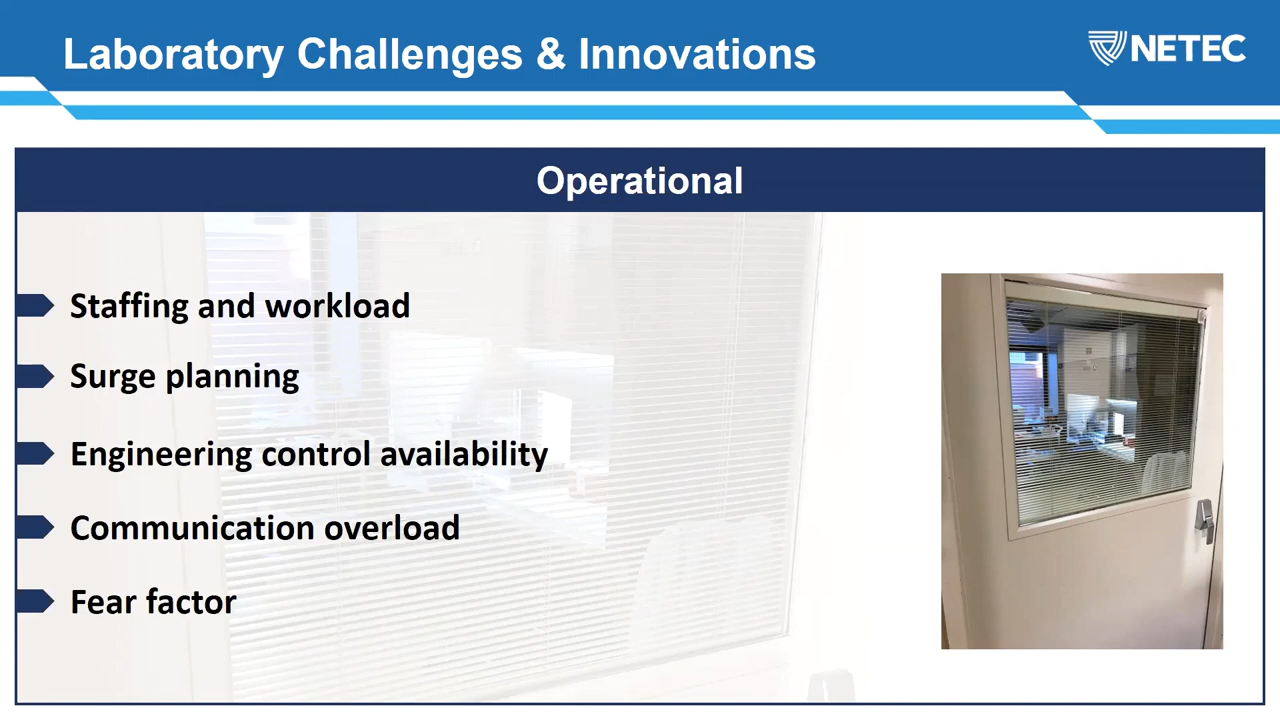 Laboratory Challenges & Innovations
NETEC
Operational
Staffing and workload
Surge planning
Engineering control availability
Communication overload
Fear factor